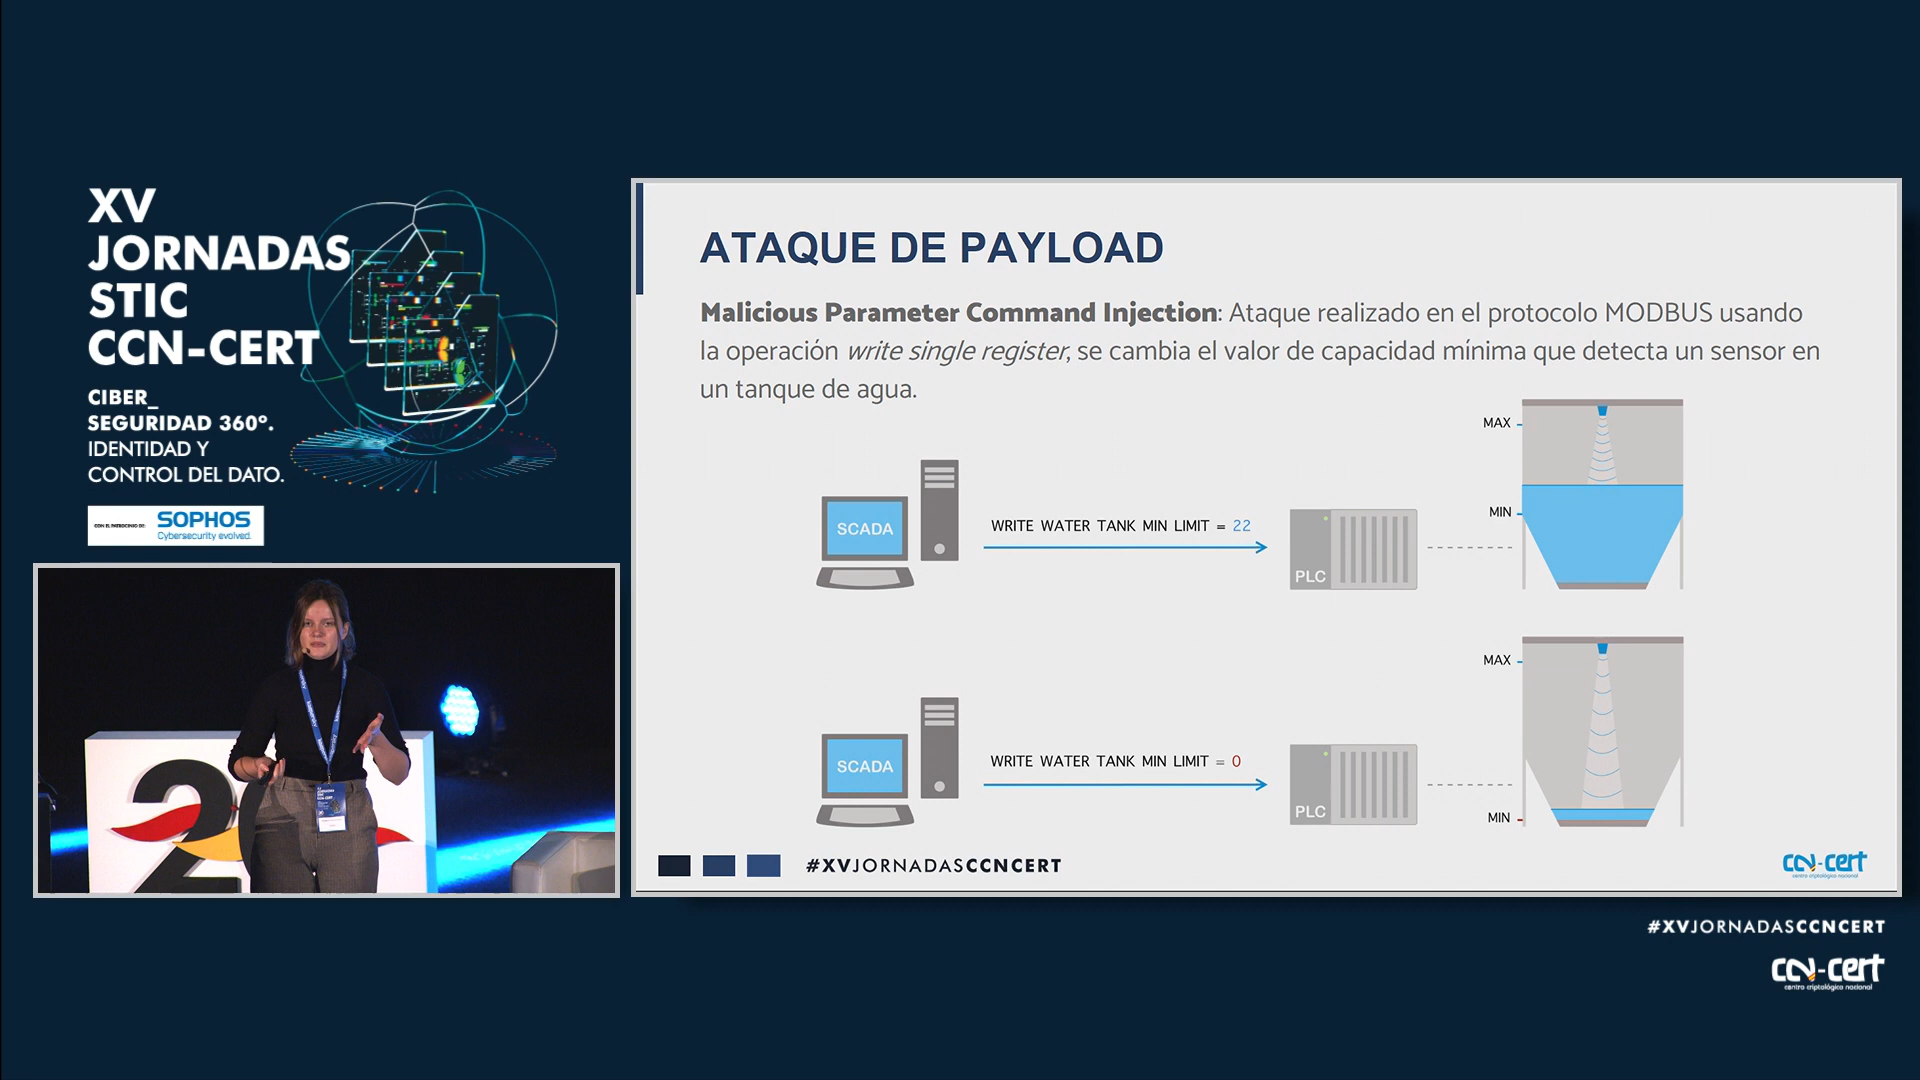 XV
JORNADAS
STIC
CCN-CERT
CIBER_
SEGURIDAD 360º.
IDENTIDAD Y
CONTROL DEL DATO.
CON EL PATROCINIO DE:
SOPHOS
Cybersecurity evolved.
ATAQUE DE PAYLOAD
Malicious Parameter Command Injection: Ataque realizado en el protocolo MODBUS usando
la operación write single register, se cambia el valor de capacidad mínima que detecta un sensor en
un tanque de agua.
MAX
MIN
SCADA
WRITE WATER TANK MIN LIMIT = 22
PLC
MAX
MIN
SCADA
WRITE WATER TANK MIN LIMIT = 0
PLC
#XVJORNADASCCNCERT
ccn-cert
centro criptológico nacional
#XVJORNADASCCNCERT
ccn-cert
centro criptológico nacional